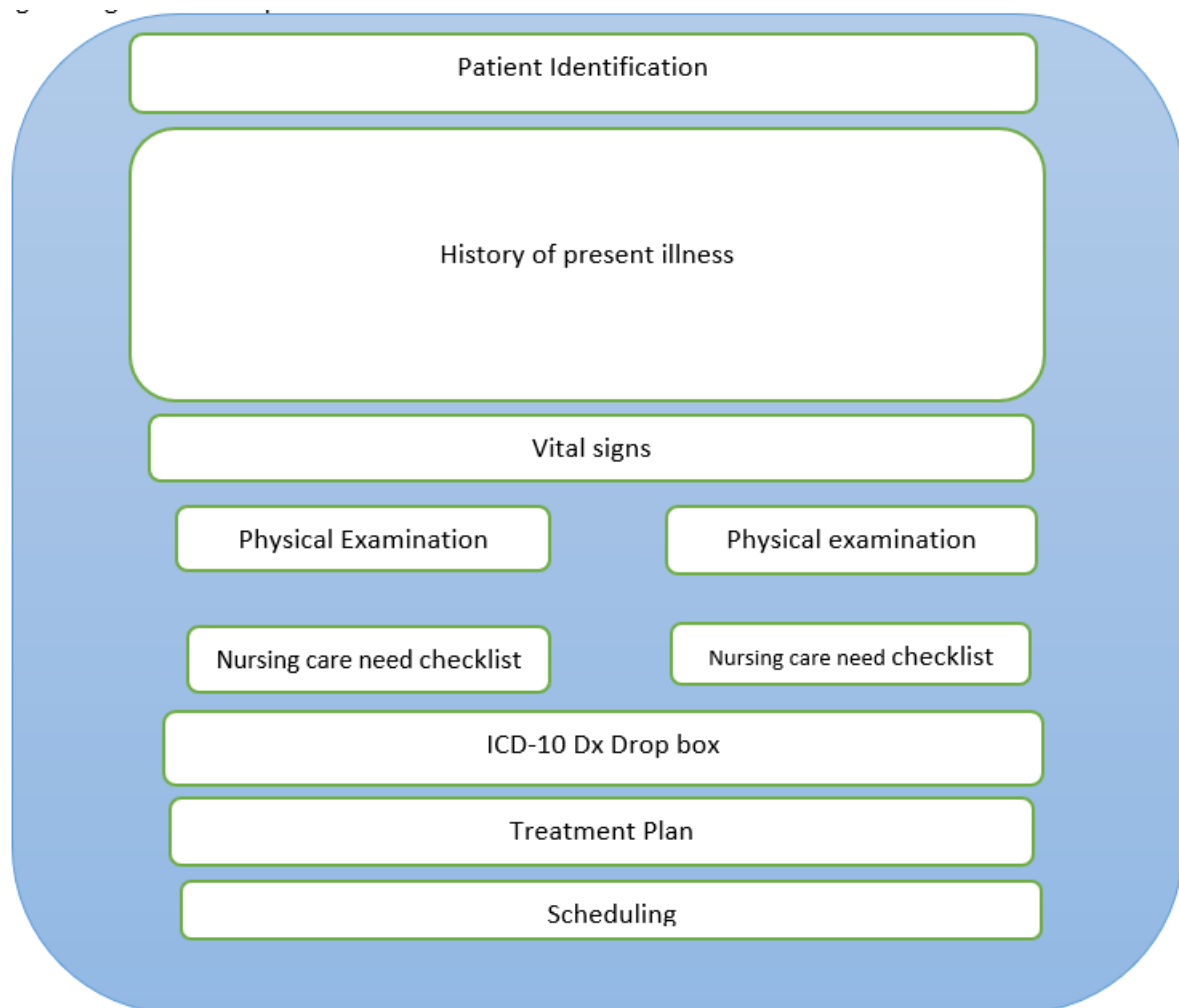 Patient Identification
History of present illness
Vital signs
Physical Examination
Physical examination
Nursing care need checklist
Nursing care need checklist
ICD-10 Dx Drop box
Treatment Plan
Scheduling